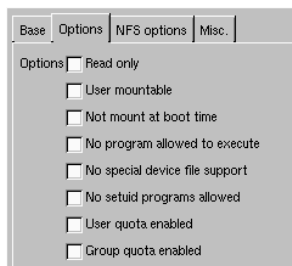 Base Options NFS options Misc.
Options Read only
User mountable
Not mount at boot time
No program allowed to execute
No special device file support
No setuid programs allowed
User quota enabled
Group quota enabled